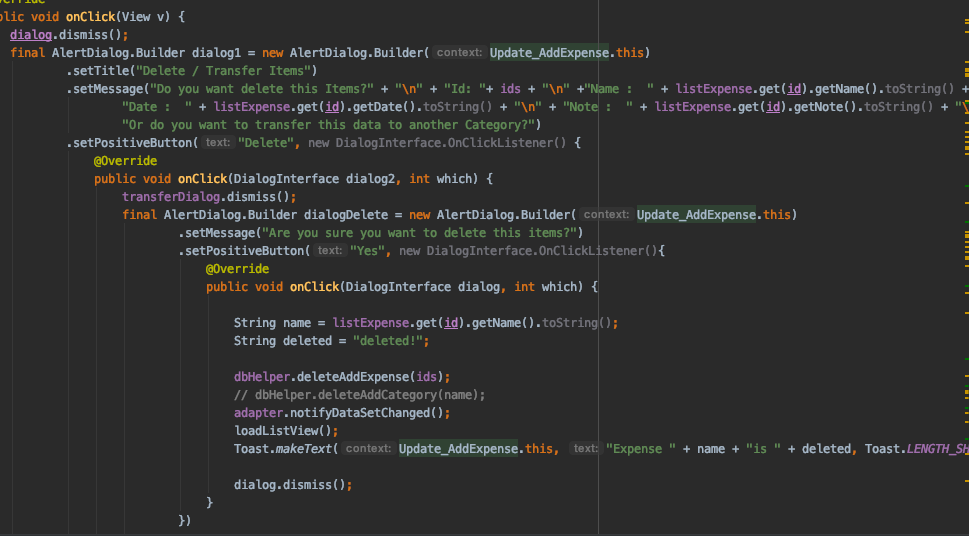 override
blic void onClick(View v) {
dialog.dismiss();
final AlertDialog.Builder dialog1 = new AlertDialog.Builder( context: Update_AddExpense.this)
.setTitle("Delete / Transfer Items")
.setMessage("Do you want delete this Items?" + "\n" + "Id: "+ ids + "\n" +"Name :  " + listExpense.get(id).getName().toString() +
"Date :  " + listExpense.get(id).getDate().toString() + "\n" + "Note :  " + listExpense.get(id).getNote().toString() + "\
"Or do you want to transfer this data to another Category?")
.setPositiveButton( text: "Delete", new DialogInterface.OnClickListener() {
@Override
public void onClick(DialogInterface dialog2, int which) {
transferDialog.dismiss();
final AlertDialog.Builder dialogDelete = new AlertDialog.Builder( context: Update_AddExpense.this)
.setMessage("Are you sure you want to delete this items?")
.setPositiveButton( text: "Yes", new DialogInterface.OnClickListener(){
@Override
public void onClick(DialogInterface dialog, int which) {
String name = listExpense.get(id).getName().toString();
String deleted = "deleted!";
dbHelper.deleteAddExpense(ids);
// dbHelper.deleteAddCategory(name);
adapter.notifyDataSetChanged();
loadListView();
Toast.makeText( context: Update_AddExpense.this, text: "Expense " + name + "is " + deleted, Toast.LENGTH_SH
dialog.dismiss();
}
})